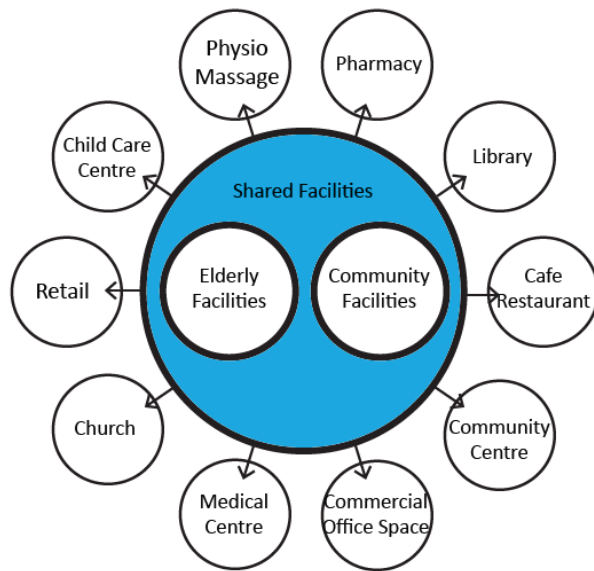 Physio
Massage
Pharmacy
Child Care
Centre
Library
Shared Facilities
Elderly
Facilities
Community
Facilities
Retail
Cafe
Restaurant
Church
Community
Centre
Medical
Centre
Commercial
Office Space